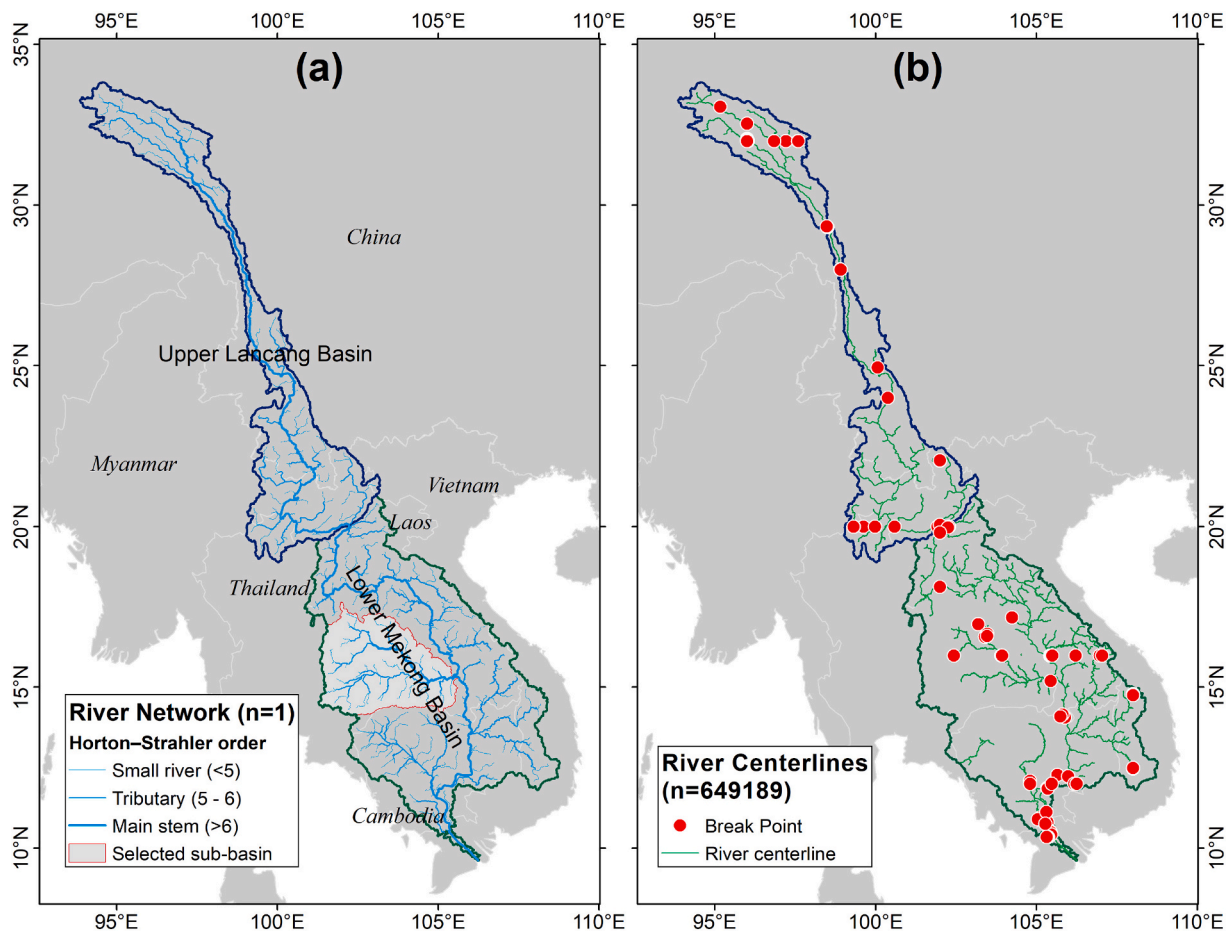 95°E 100°E 105°E 110°E 95°E 100°E 105°E 110°E
(a)
(b)
35°N
30°N
25°N
20°N
15°N
10°N
China
Upper Lancang Basin
Myanmar
Vietnam
Laos
Thailand
Lower Mekong Basin
Cambodia
River Network (n=1)
Horton–Strahler order
Small river (<5)
Tributary (5 - 6)
Main stem (>6)
Selected sub-basin
River Centerlines
(n=649189)
Break Point
River centerline
30°N
25°N
20°N
15°N
10°N
95°E 100°E 105°E 110°E 95°E 100°E 105°E 110°E